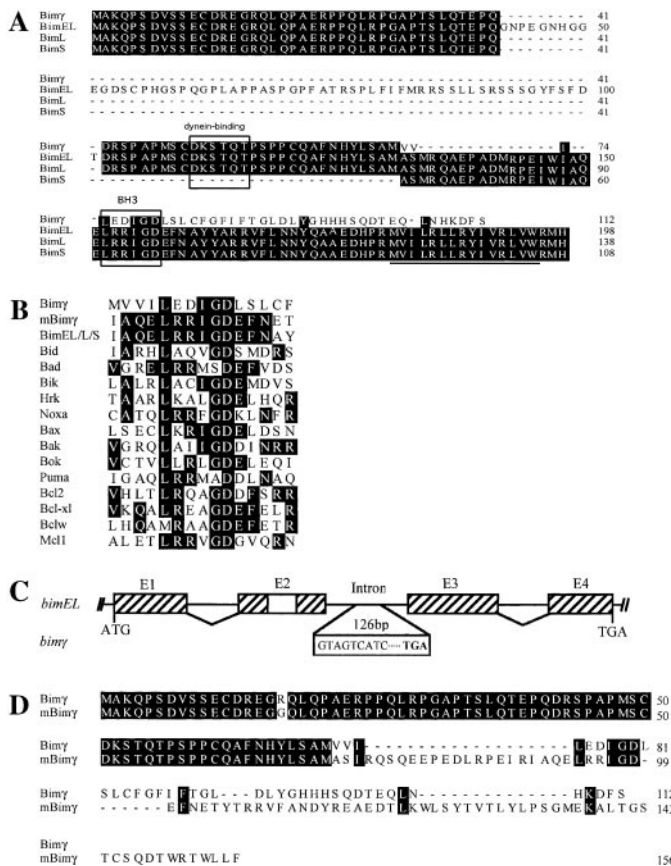 A
Bimγ MAKQPSDVSSECDREGRQLQPAERPPQLRPGAPTSLQTEPQ- - - - - - - - - 41
BimEL MAKQPSDVSSECDREGRQLQPAERPPQLRPGAPTSLQTEPQGNPEGNHGG 50
BimL MAKQPSDVSSECDREGRQLQPAERPPQLRPGAPTSLQTEPQ- - - - - - - - - 41
BimS MAKQPSDVSSECDREGRQLQPAERPPQLRPGAPTSLQTEPQ- - - - - - - - - 41
Bimγ - - - - - - - - - - - - - - - - - - - - - - - - - - - - - - - - - - - - - - - - - - - - - - - - - - 41
BimEL EGDSCPHGSPQGPLAPPASPGPFATRSPLFIFMRRSSLLSRSSSGYFSFD 100
BimL - - - - - - - - - - - - - - - - - - - - - - - - - - - - - - - - - - - - - - - - - - - - - - - - - - 41
BimS - - - - - - - - - - - - - - - - - - - - - - - - - - - - - - - - - - - - - - - - - - - - - - - - - - 41
dynein-binding
Bimγ - DRSPAPMSCDKSTQTPSPPCQAFNHYLSAMVV- - - - - - - - - - - - - - I - - 74
BimEL TDRSPAPMSCDKSTQTPSPPCQAFNHYLSAMASMRQAEPADMRPEIWIAQ 150
BimL - DRSPAPMSCDKSTQTPSPPCQAFNHYLSAMASMRQAEPADMRPEIWIAQ 90
BimS - - - - - - - - - - - - - - - - - - - - - - - - - - - - - - - ASMRQAEPADMRPEIWIAQ 60
BH3
Bimγ - LEDIGDLSLCFGFIFTGLDLYGHHHSQDTEQ- - LNHKDFS 112
BimEL ELRRIGDEFNAYYARRVFLNNYQAAEDHPRMVILRLLRYIVRLVWRMH 198
BimL ELRRIGDEFNAYYARRVFLNNYQAAEDHPRMVILRLLRYIVRLVWRMH 138
BimS ELRRIGDEFNAYYARRVFLNNYQAAEDHPRMVILRLLRYIVRLVWRMH 108
B
Bimγ MVVILEDIGDLSLCF
mBimγ IAQELRRIGDEFNET
BimEL/L/S IAQELRRIGDEFNAY
Bid IARHLAQVGDSMDRS
Bad VGRELRRMSDEFVDS
Bik LALRLACIGDEMDVS
Hrk TAARLKALGDELHQR
Noxa CATQLRRFGDKLNFR
Bax LSECLKRIGDELDSN
Bak VGRQLAIIGDDINRR
Bok VCTVLLRLGDELEQI
Puma IGAQLRRMADDLNAQ
Bcl2 VHLTLRQAGDDFSRR
Bcl-xl VKQALREAGDEFELR
Bclw LHQAMRAAGDEFETR
Mcl1 ALETLRRVGDGVQRN
C
E1 E2 Intron E3 E4
bimEL
ATG 126bp TGA
bimγ GTAGTCATC·····TGA
D
Bimγ MAKQPSDVSSECDREGRQLQPAERPPQLRPGAPTSLQTEPQDRSPAPMSC 50
mBimγ MAKQPSDVSSECDREGGQLQPAERPPQLRPGAPTSLQTEPQDRSPAPMSC 50
Bimγ DKSTQTPSPPCQAFNHYLSAMVVI- - - - - - - - - - - - - - - - - - - LEDIGDL 81
mBimγ DKSTQTPSPPCQAFNHYLSAMASIRQSQEEPEDLRPEIRIAQELRRIGD- 99
Bimγ SLCFGFIFTGL- - DLYGHHHSQDTEQLN- - - - - - - - - - - - - - HKDFS 112
mBimγ - - - - - - EFNETYTRRVFANDYREAEDTLKWLSYTVTLYLPSGMEKALTGS 142
Bimγ
mBimγ TCSQDTWRTWLLF 156